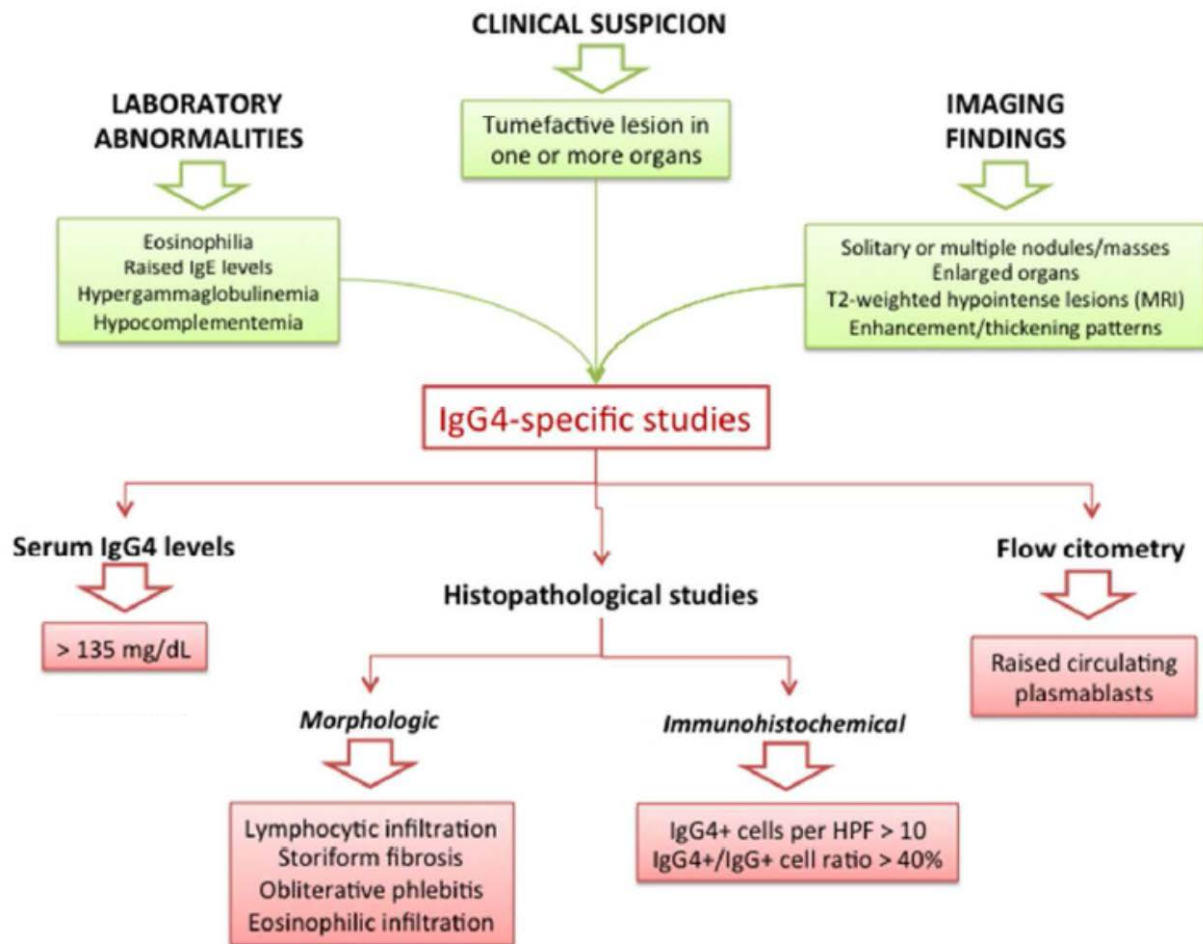 CLINICAL SUSPICION
Tumefactive lesion in
one or more organs
LABORATORY
ABNORMALITIES
Eosinophilia
Raised IgE levels
Hypergammaglobulinemia
Hypocomplementemia
IMAGING
FINDINGS
Solitary or multiple nodules/masses
Enlarged organs
T2-weighted hypointense lesions (MRI)
Enhancement/thickening patterns
IgG4-specific studies
Serum IgG4 levels
> 135 mg/dL
Histopathological studies
Morphologic
Lymphocytic infiltration
Storiform fibrosis
Obliterative phlebitis
Eosinophilic infiltration
Immunohistochemical
IgG4+ cells per HPF > 10
IgG4+/IgG+ cell ratio > 40%
Flow citometry
Raised circulating
plasmablasts